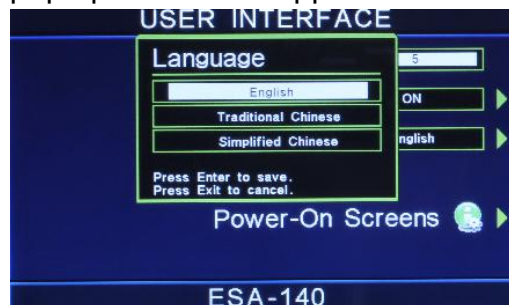 USER INTERFACE
Language
5
English
ON
Traditional Chinese
Simplified Chinese
nglish
Press Enter to save.
Press Exit to cancel.
Power-On Screens
ESA-140